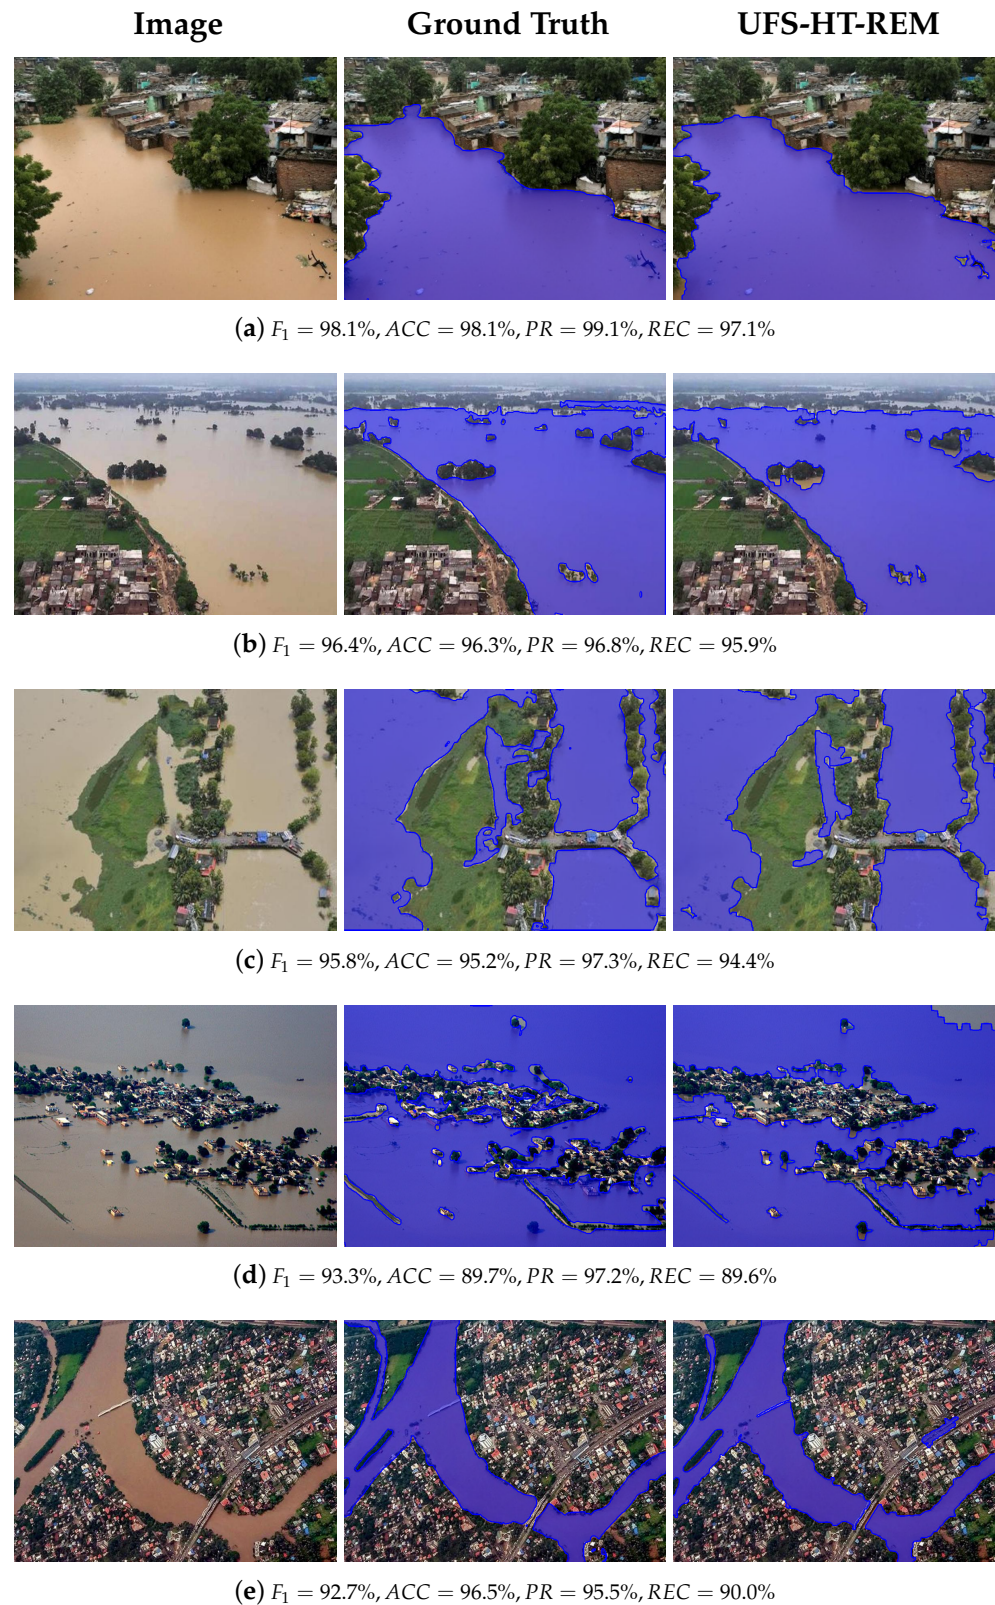 Image Ground Truth UFS-HT-REM
(a) F₁ = 98.1%, ACC = 98.1%, PR = 99.1%, REC = 97.1%
(b) F₁ = 96.4%, ACC = 96.3%, PR = 96.8%, REC = 95.9%
(c) F₁ = 95.8%, ACC = 95.2%, PR = 97.3%, REC = 94.4%
(d) F₁ = 93.3%, ACC = 89.7%, PR = 97.2%, REC = 89.6%
(e) F₁ = 92.7%, ACC = 96.5%, PR = 95.5%, REC = 90.0%